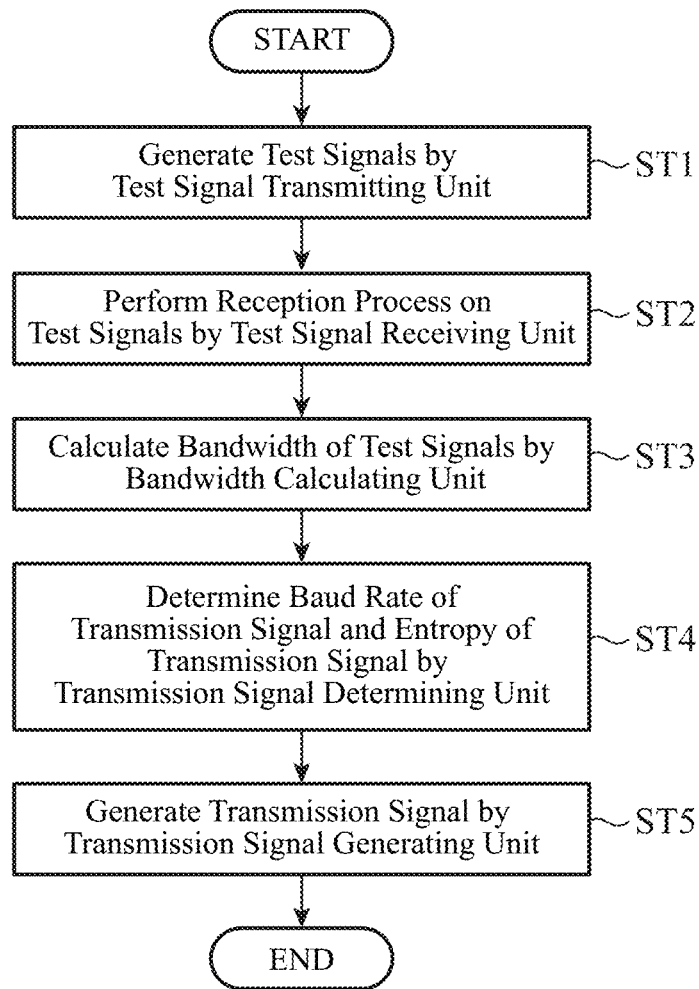 START
Generate Test Signals by
Test Signal Transmitting Unit
ST1
Perform Reception Process on
Test Signals by Test Signal Receiving Unit
ST2
Calculate Bandwidth of Test Signals by
Bandwidth Calculating Unit
ST3
Determine Baud Rate of
Transmission Signal and Entropy of
Transmission Signal by
Transmission Signal Determining Unit
ST4
Generate Transmission Signal by
Transmission Signal Generating Unit
ST5
END